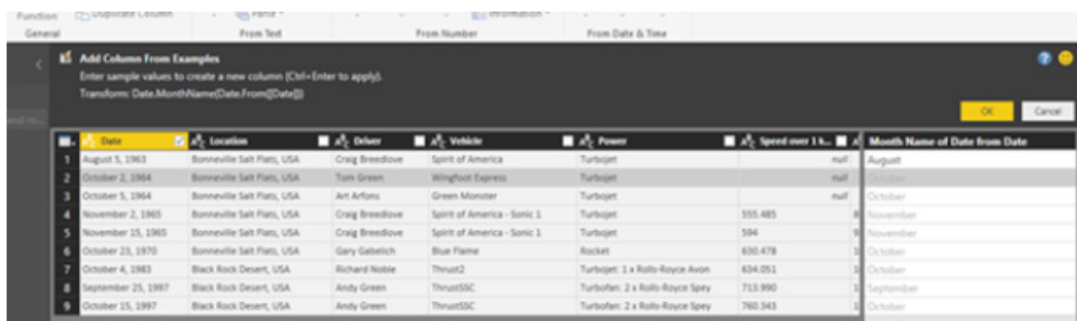 Function Duplicate Column Parse Information
General From Text From Number From Date & Time
Add Column From Examples
Enter sample values to create a new column (Ctrl+Enter to apply).
Transform: Date.MonthName(Date.From([Date]))
OK Cancel
Date Location Driver Vehicle Power Speed over 1 k... Month Name of Date from Date
1 August 5, 1963 Bonneville Salt Flats, USA Craig Breedlove Spirit of America Turbojet null August
2 October 2, 1964 Bonneville Salt Flats, USA Tom Green Wingfoot Express Turbojet null October
3 October 5, 1964 Bonneville Salt Flats, USA Art Arfons Green Monster Turbojet null October
4 November 2, 1965 Bonneville Salt Flats, USA Craig Breedlove Spirit of America - Sonic 1 Turbojet 555.485 8 November
5 November 15, 1965 Bonneville Salt Flats, USA Craig Breedlove Spirit of America - Sonic 1 Turbojet 594 9 November
6 October 23, 1970 Bonneville Salt Flats, USA Gary Gabelich Blue Flame Rocket 630.478 1 October
7 October 4, 1983 Black Rock Desert, USA Richard Noble Thrust2 Turbojet: 1 x Rolls-Royce Avon 634.051 1 October
8 September 25, 1997 Black Rock Desert, USA Andy Green ThrustSSC Turbofan: 2 x Rolls-Royce Spey 713.990 1 September
9 October 15, 1997 Black Rock Desert, USA Andy Green ThrustSSC Turbofan: 2 x Rolls-Royce Spey 760.343 1 October